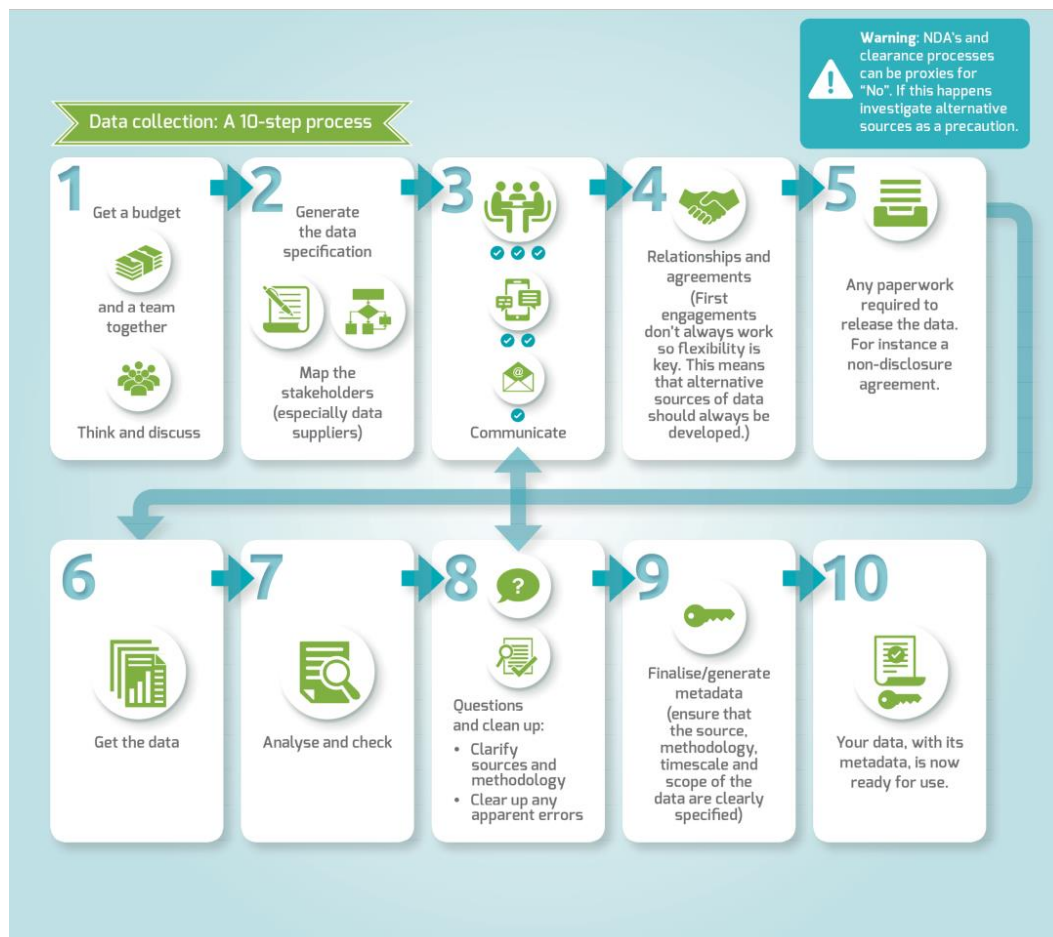 Warning: NDA's and
clearance processes
can be proxies for
"No". If this happens
investigate alternative
sources as a precaution.
Data collection: A 10-step process
1
Get a budget
and a team
together
Think and discuss
2
Generate
the data
specification
Map the
stakeholders
(especially data
suppliers)
3
@
Communicate
4
Relationships and
agreements
(First
engagements
don't always work
so flexibility is
key. This means
that alternative
sources of data
should always be
developed.)
5
Any paperwork
required to
release the data.
For instance a
non-disclosure
agreement.
6
Get the data
7
Analyse and check
8
?
Questions
and clean up:
• Clarify
sources and
methodology
• Clear up any
apparent errors
9
Finalise/generate
metadata
(ensure that
the source,
methodology,
timescale and
scope of the
data are clearly
specified)
10
Your data, with its
metadata, is now
ready for use.